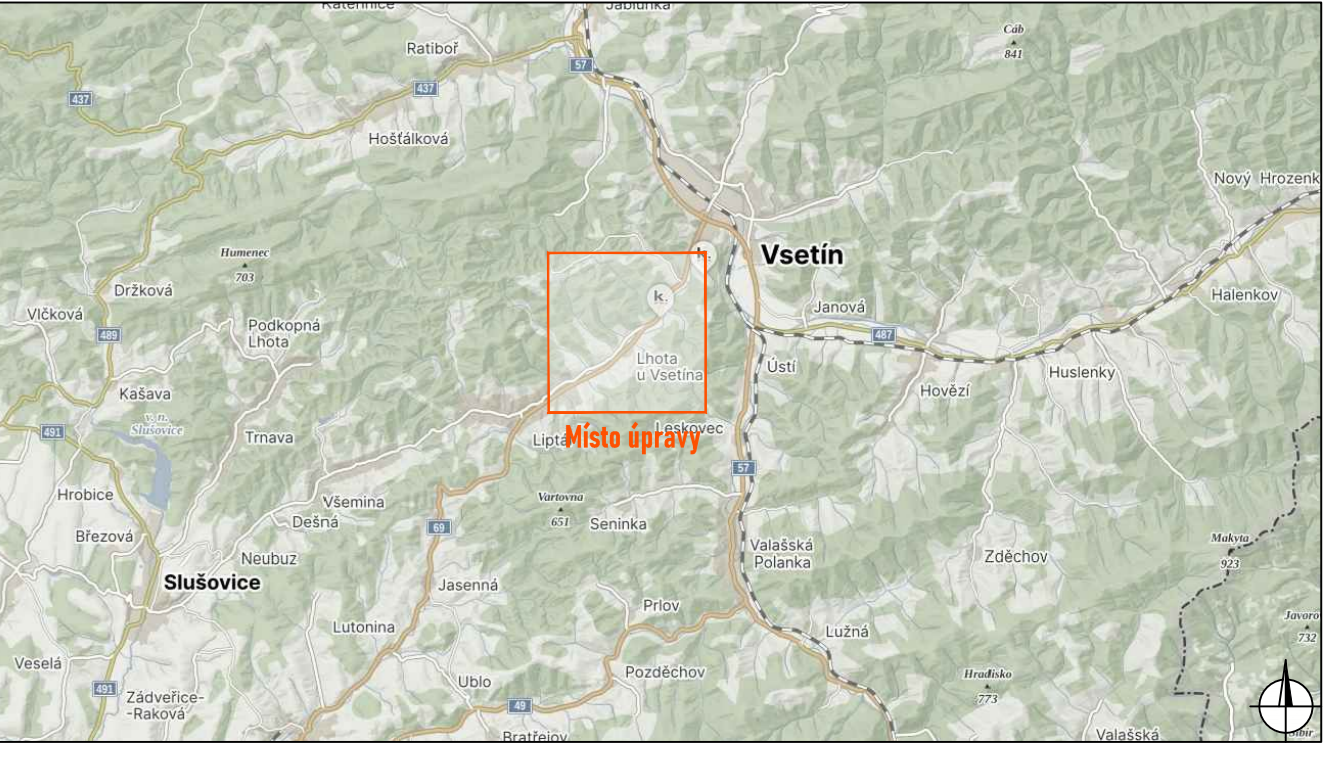 Kateřinice
Jablůnka
Cáb
841
Ratiboř
57
437
437
Hošťálková
Nový Hrozenk
Humenec
703
Vsetín
k.
k.
Držková
Halenkov
Vlčková
Janová
Podkopná
Lhota
489
487
Lhota
u Vsetína
Ústí
Huslenky
Kašava
Hovězí
v. n.
Slušovice
491
Trnava
Leskovec
Liptá
Místo úpravy
57
Hrobice
Všemina
Vartovna
651
Dešná
69
Seninka
Březová
Makyta
923
Valašská
Polanka
Zděchov
Neubuz
Slušovice
Jasenná
Prlov
Javoro
732
Lutonina
Lužná
Veselá
Pozděchov
Hradisko
773
Ublo
491
Zádveřice-
-Raková
49
Bratřejov
Valašská